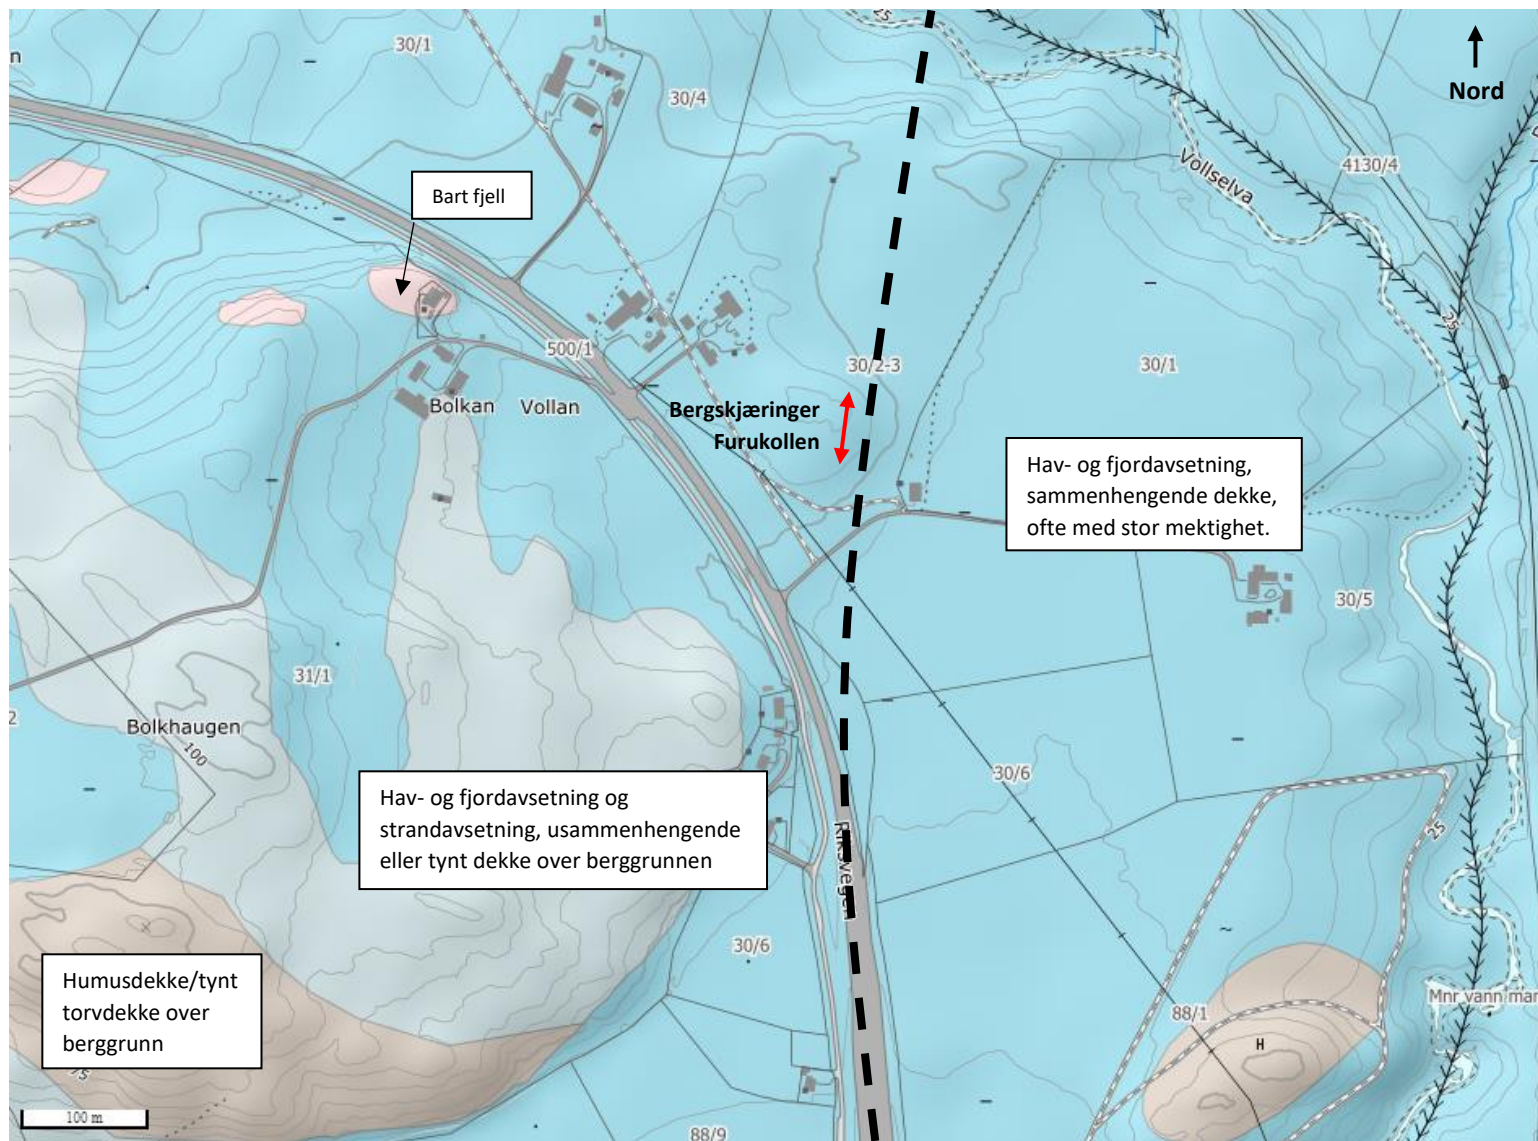 n
30/1
25
Nord
30/4
Vollselva
4130/4
Bart fjell
500/1
30/2-3
30/1
25
Bolkan
Vollan
Bergskjæringer
Furukollen
Hav- og fjordavsetning,
sammenhengende dekke,
ofte med stor mektighet.
30/5
31/1
2
Bolkhaugen
100
30/6
Hav- og fjordavsetning og
strandavsetning, usammenhengende
eller tynt dekke over berggrunnen
Riksvegen
25
30/6
Humusdekke/tynt
torvdekke over
berggrunn
75
Mnr vann mar
88/1
H
100 m
88/9